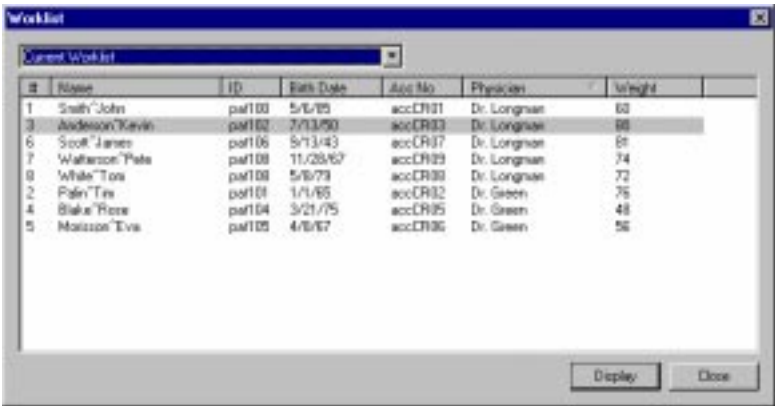 Worklist
Current Worklist
# Name ID Birth Date Acc No Physician Weight
1 Smith^John pat100 5/6/85 accCR01 Dr. Longman 60
3 Anderson^Kevin pat102 7/13/50 accCR03 Dr. Longman 88
6 Scott^James pat106 9/13/43 accCR07 Dr. Longman 81
7 Watterson^Pete pat108 11/28/67 accCR09 Dr. Longman 74
8 White^Tom pat108 5/8/79 accCR08 Dr. Longman 72
2 Palin^Tim pat101 1/1/65 accCR02 Dr. Green 76
4 Blake^Rose pat104 3/21/75 accCR05 Dr. Green 48
5 Morisson^Eva pat105 4/8/67 accCR06 Dr. Green 56
Display Close